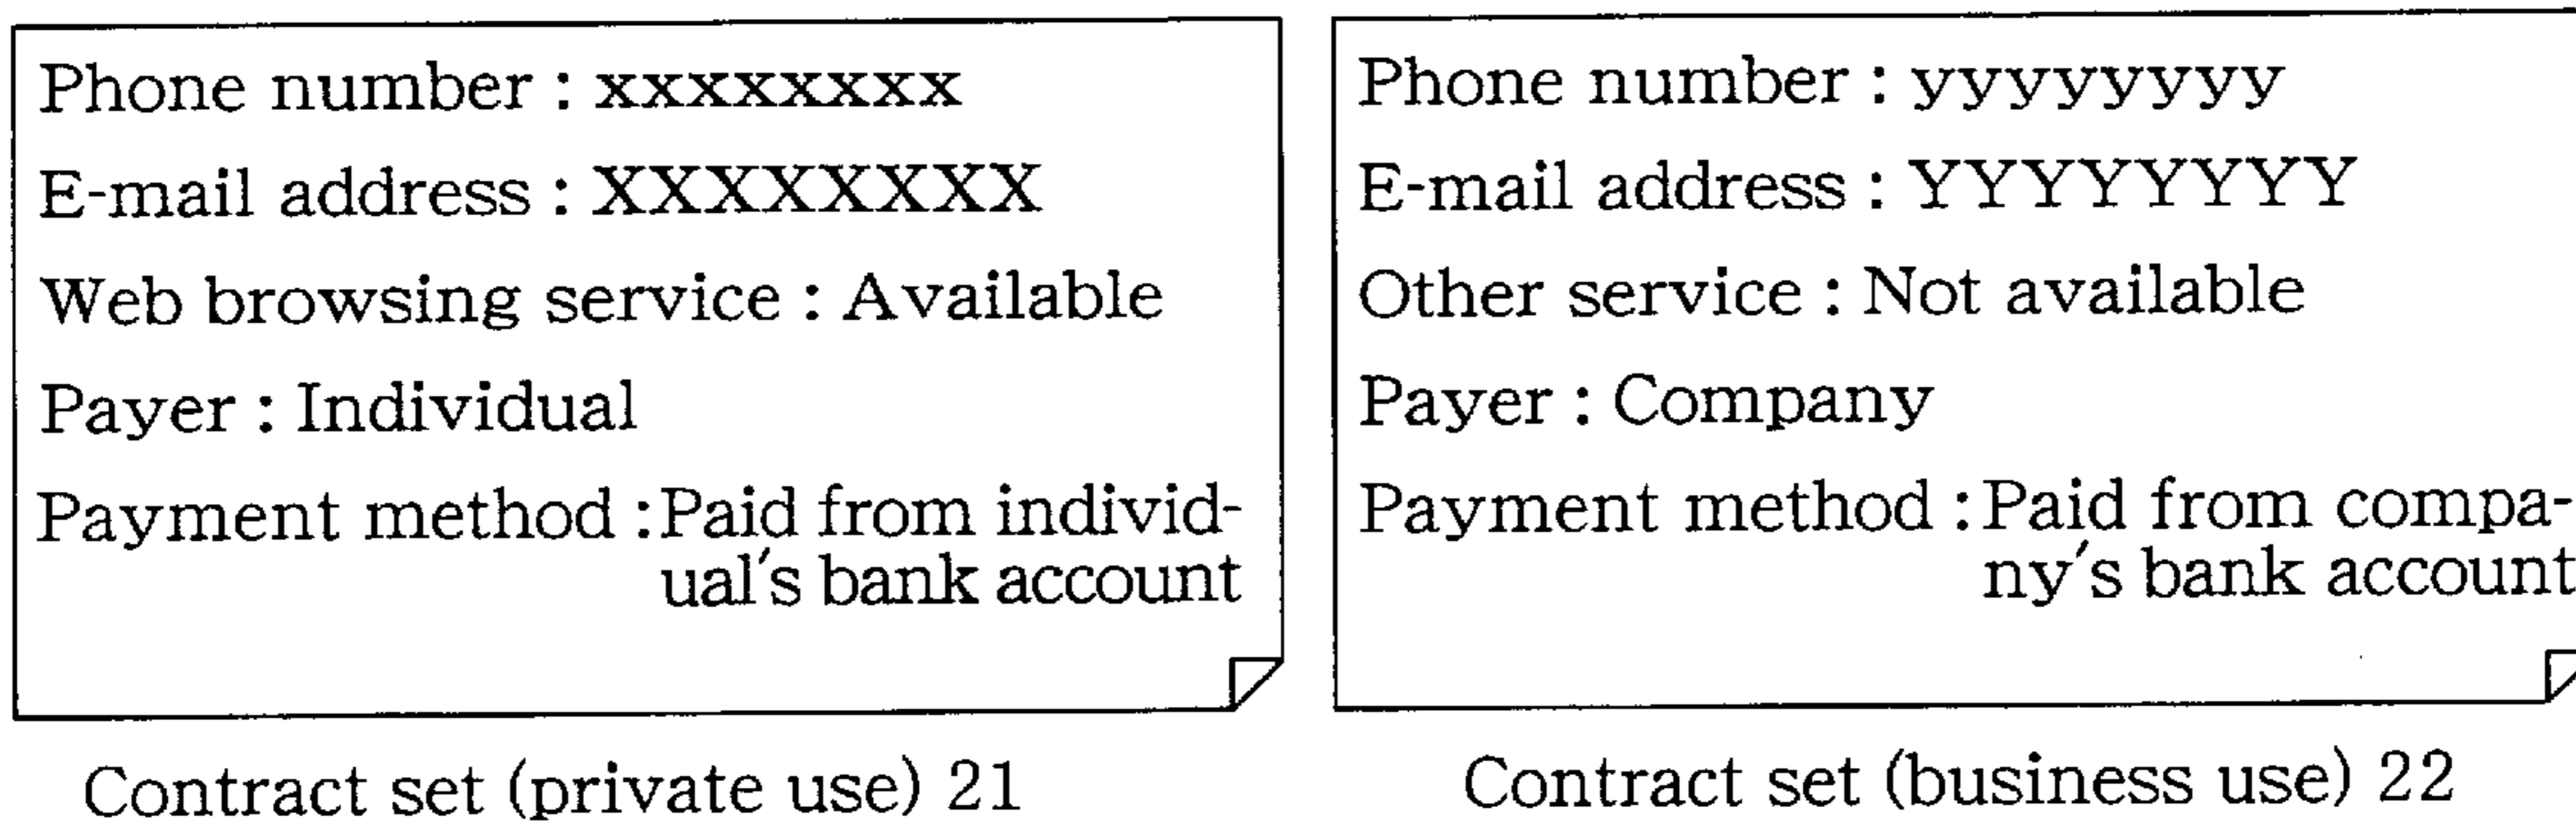 Phone number : xxxxxxxx
E-mail address : XXXXXXXX
Web browsing service : Available
Payer : Individual
Payment method :Paid from individ-
ual's bank account
Contract set (private use) 21
Phone number : yyyyyyyy
E-mail address : YYYYYYYY
Other service : Not available
Payer : Company
Payment method :Paid from compa-
ny's bank account
Contract set (business use) 22